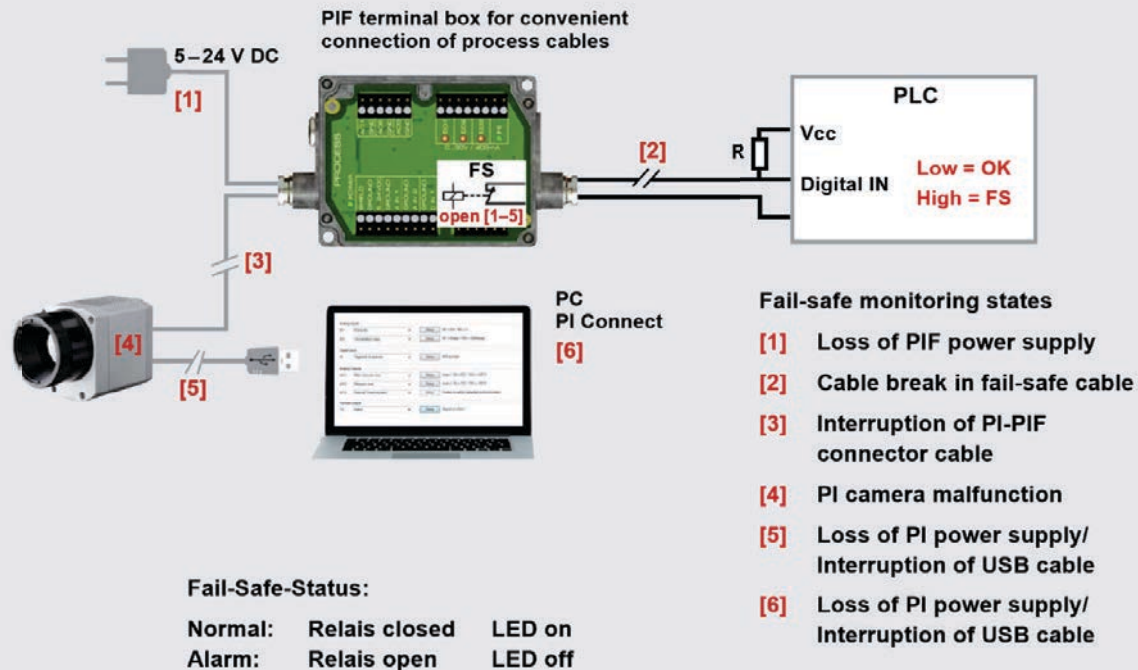 PIF terminal box for convenient
connection of process cables
5–24 V DC
[1]
PROCESS
FS
open [1–5]
[2]
PLC
R
Vcc
Digital IN
Low = OK
High = FS
[3]
[4]
[5]
PC
PI Connect
[6]
Fail-safe monitoring states
[1] Loss of PIF power supply
[2] Cable break in fail-safe cable
[3] Interruption of PI-PIF
connector cable
[4] PI camera malfunction
[5] Loss of PI power supply/
Interruption of USB cable
[6] Loss of PI power supply/
Interruption of USB cable
Fail-Safe-Status:
Normal: Relais closed LED on
Alarm: Relais open LED off